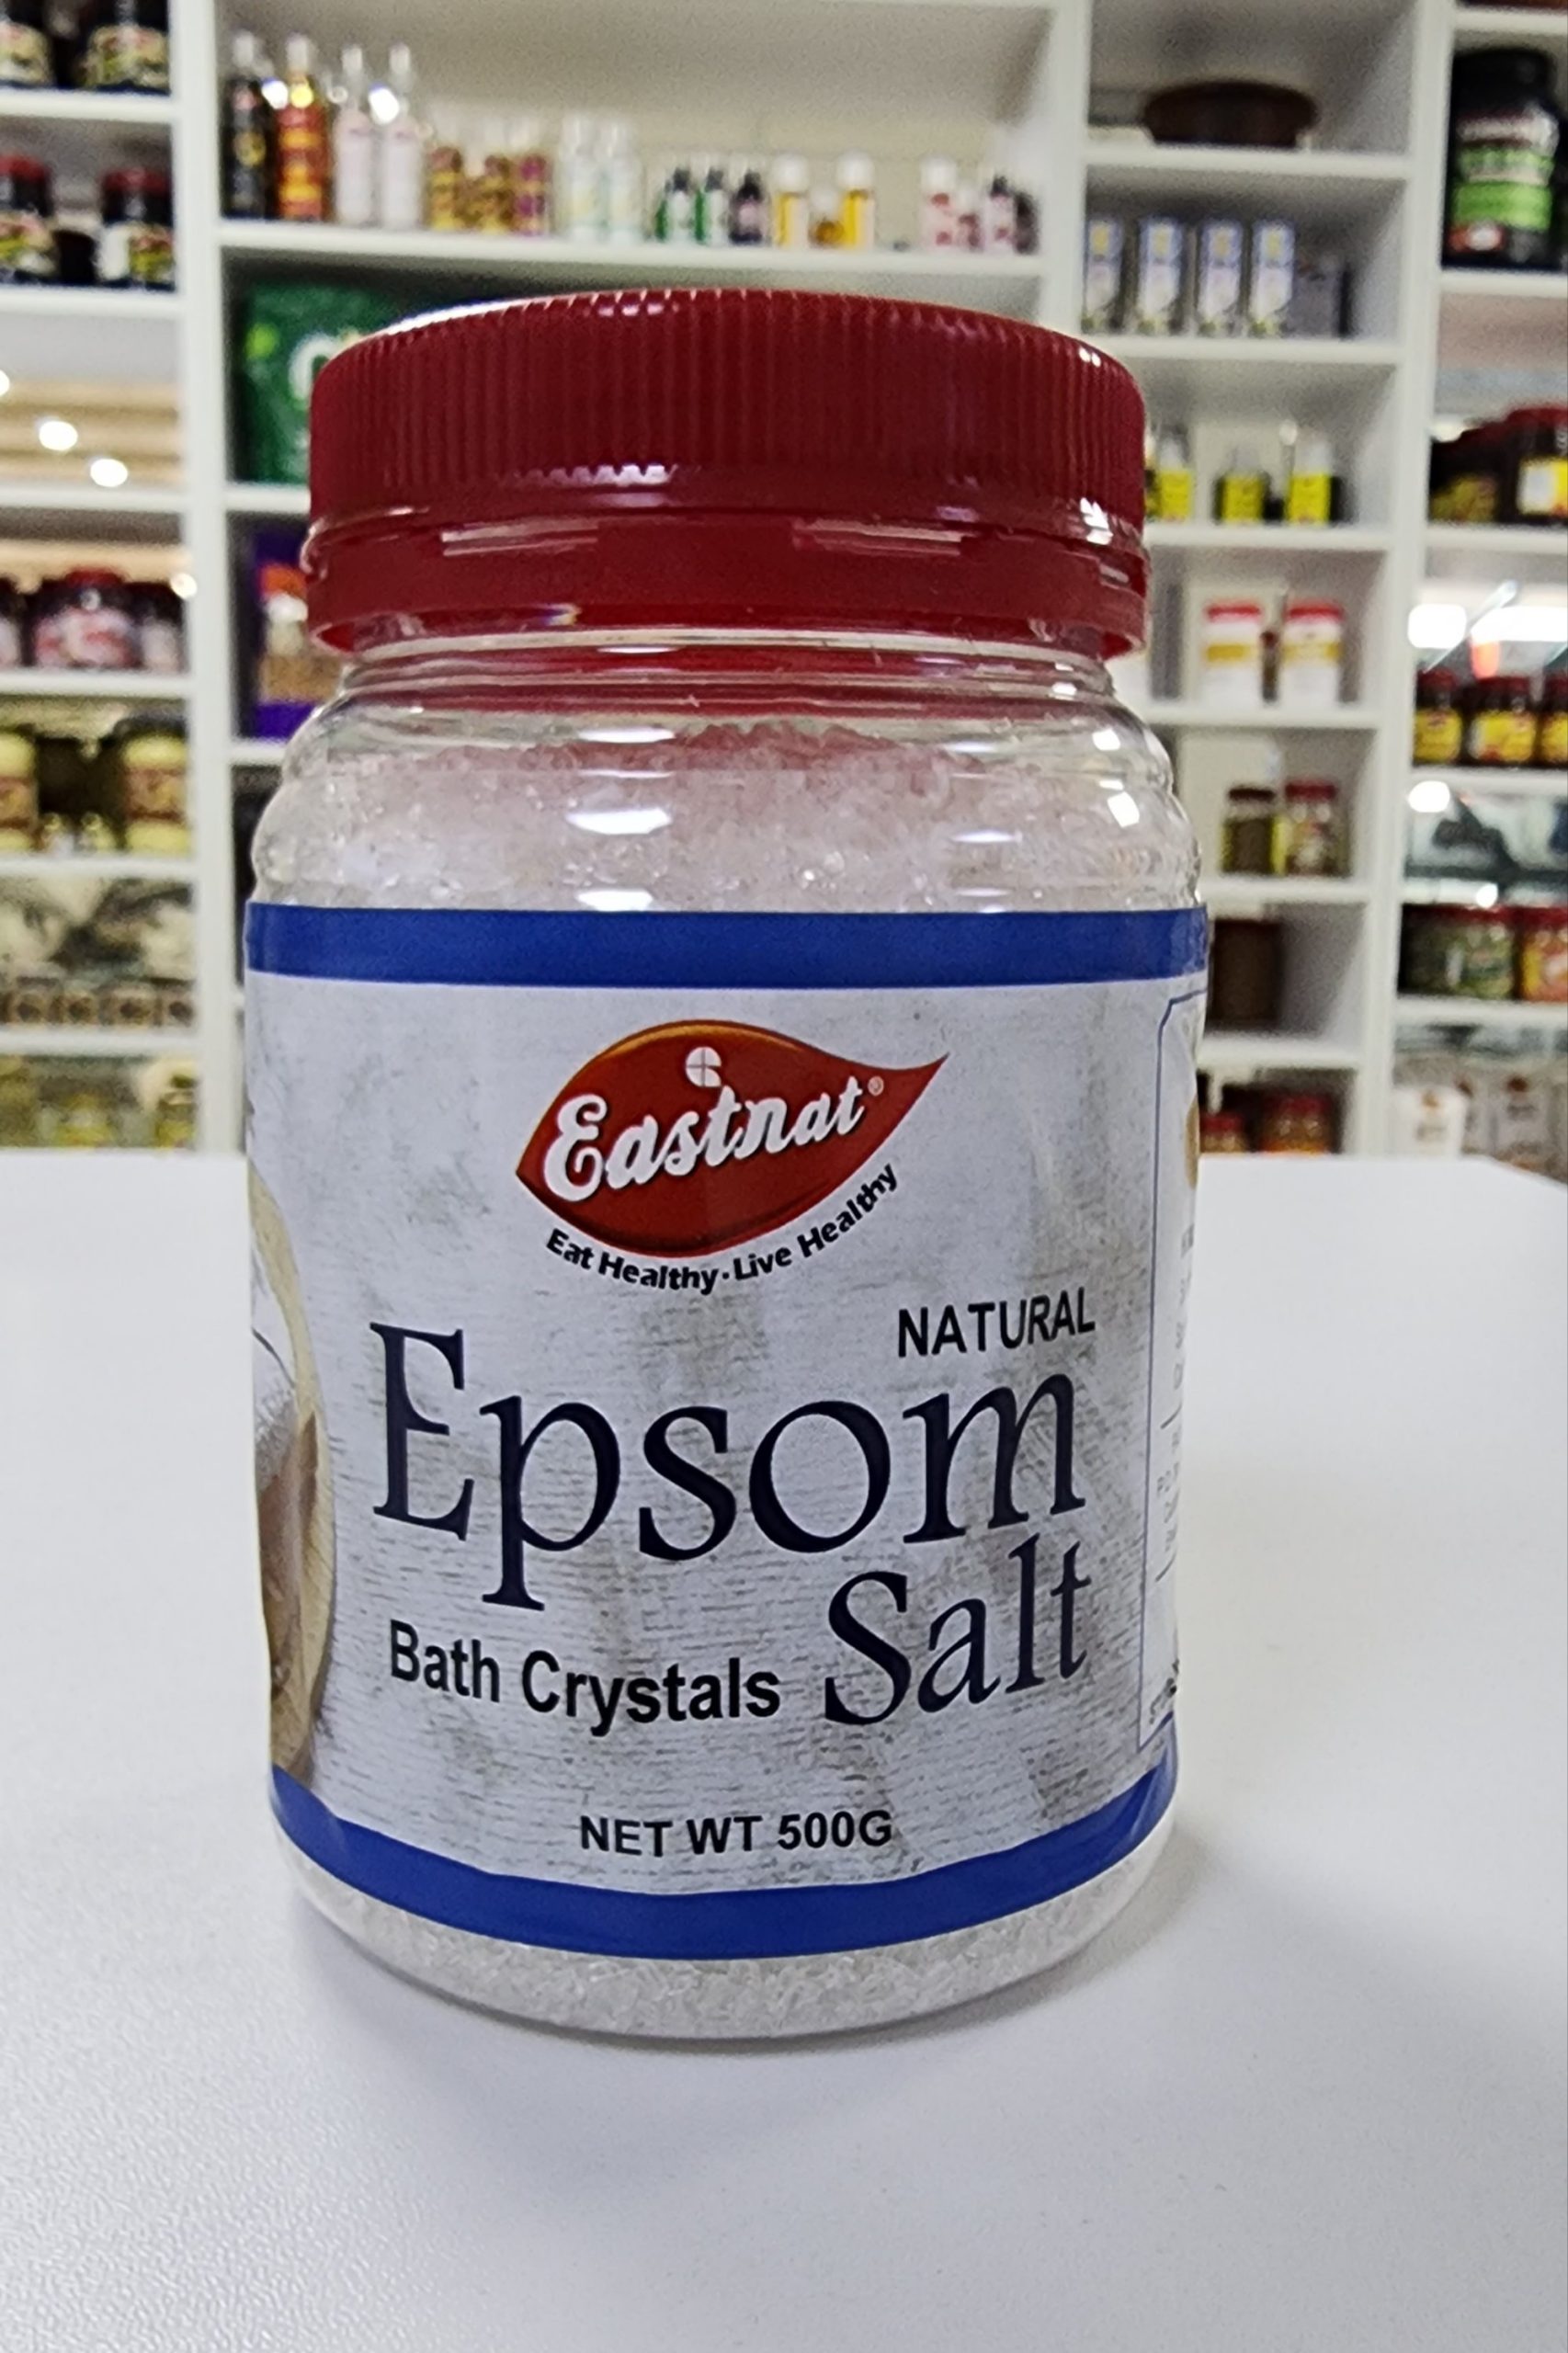 Eastnat®
Eat Healthy · Live Healthy
NATURAL
Epsom
Salt
Bath Crystals
NET WT 500G